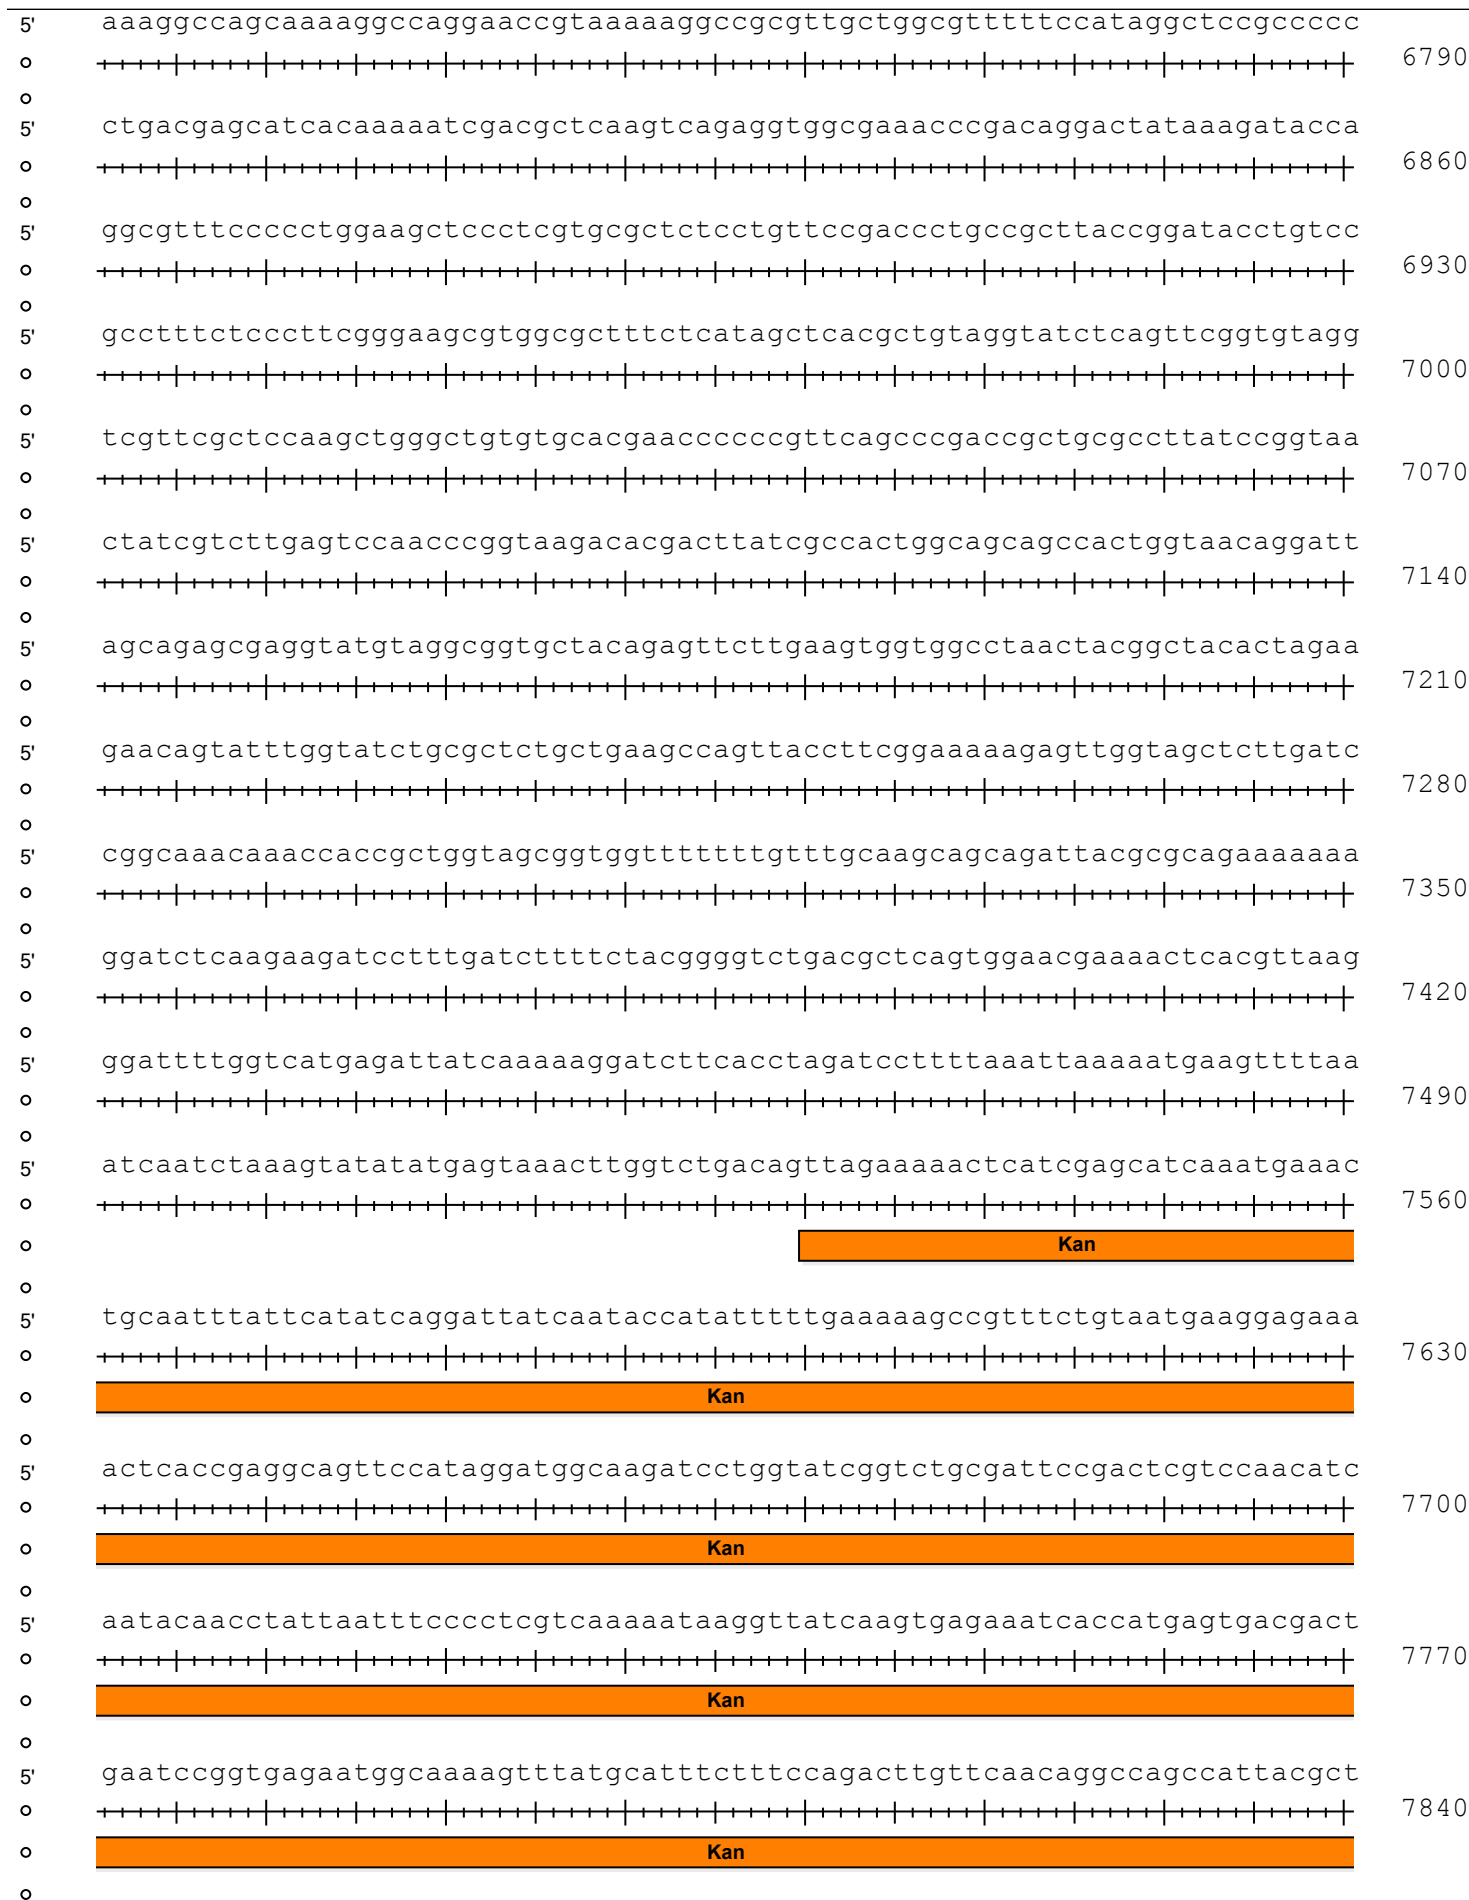 5' aaaggccagcaaaaggccaggaaccgtaaaaaggccgcgttgctggcgtttttccataggctccgccccc
6790
5' ctgacgagcatcacaaaaatcgacgctcaagtcagaggtggcgaaacccgacaggactataaagatacca
6860
5' ggcgtttccccctggaagctccctcgtgcgctctcctgttccgaccctgccgcttaccggatacctgtcc
6930
5' gcctttctcccttcgggaagcgtggcgctttctcatagctcacgctgtaggtatctcagttcggtgtagg
7000
5' tcgttcgctccaagctgggctgtgtgcacgaaccccccgttcagcccgaccgctgcgccttatccggtaa
7070
5' ctatcgtcttgagtccaacccggtaagacacgacttatcgccactggcagcagccactggtaacaggatt
7140
5' agcagagcgaggtatgtaggcggtgctacagagttcttgaagtggtggcctaactacggctacactagaa
7210
5' gaacagtatttggtatctgcgctctgctgaagccagttaccttcggaaaaagagttggtagctcttgatc
7280
5' cggcaaacaaaccaccgctggtagcggtggtttttttgtttgcaagcagcagattacgcgcagaaaaaaa
7350
5' ggatctcaagaagatcctttgatcttttctacggggtctgacgctcagtggaacgaaaactcacgttaag
7420
5' ggattttggtcatgagattatcaaaaaggatcttcacctagatccttttaaattaaaaatgaagttttaa
7490
5' atcaatctaaagtatatatgagtaaacttggtctgacagttagaaaaactcatcgagcatcaaatgaaac
7560
Kan
5' tgcaatttattcatatcaggattatcaataccatatttttgaaaaagccgtttctgtaatgaaggagaaa
7630
Kan
5' actcaccgaggcagttccataggatggcaagatcctggtatcggtctgcgattccgactcgtccaacatc
7700
Kan
5' aatacaacctattaatttcccctcgtcaaaaataaggttatcaagtgagaaatcaccatgagtgacgact
7770
Kan
5' gaatccggtgagaatggcaaaagtttatgcatttctttccagacttgttcaacaggccagccattacgct
7840
Kan